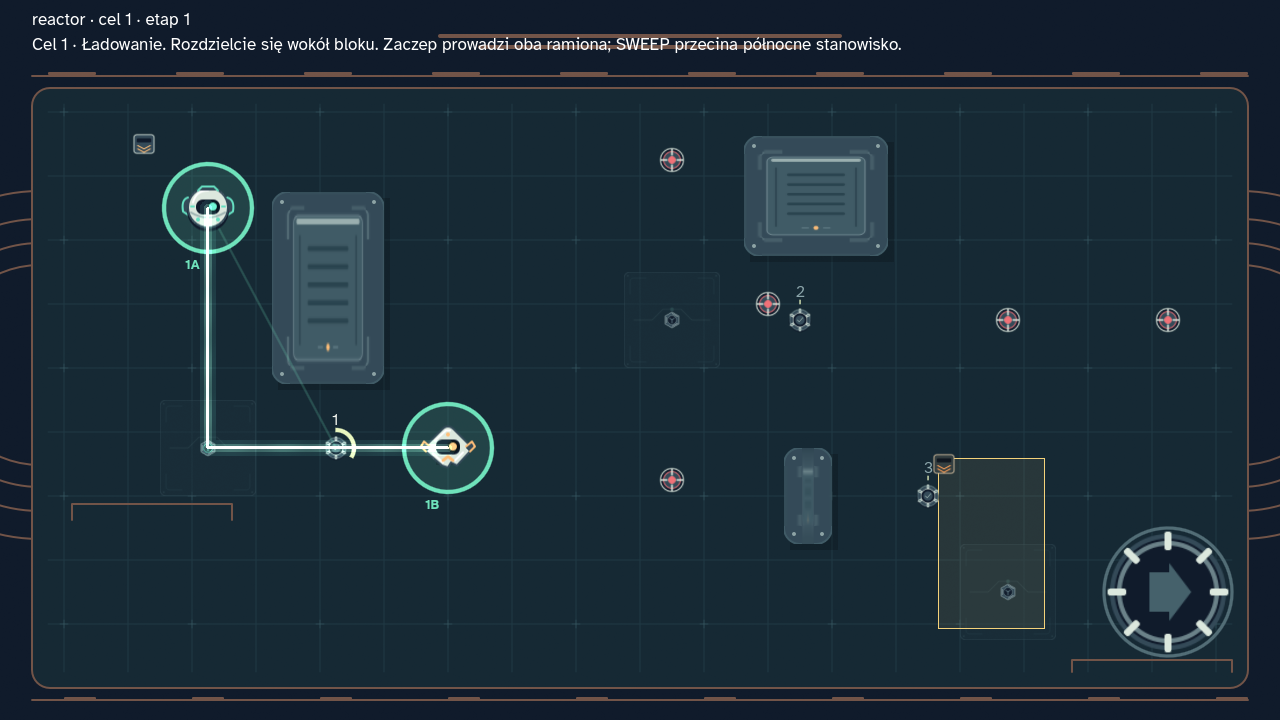 reactor · cel 1 · etap 1
Cel 1 · Ładowanie. Rozdzielcie się wokół bloku. Zaczep prowadzi oba ramiona; SWEEP przecina północne stanowisko.
1A
2
1
3
1B